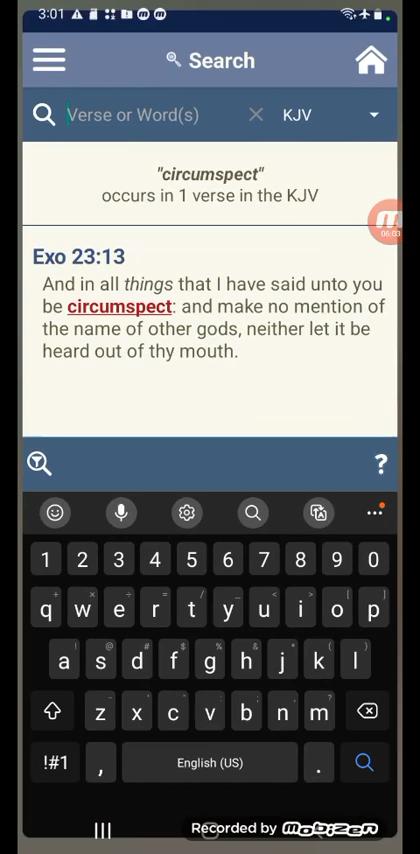 3:01
Search
Verse or Word(s) KJV
"circumspect"
occurs in 1 verse in the KJV
06:03
Exo 23:13
And in all things that I have said unto you
be circumspect: and make no mention of
the name of other gods, neither let it be
heard out of thy mouth.
?
1 2 3 4 5 6 7 8 9 0
q w e r t y u i o p
a s d f g h j k l
z x c v b n m
!#1 , English (US) .
Recorded by mobizen